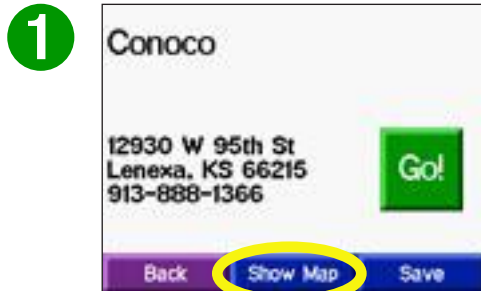 1
Conoco
12930 W 95th St
Lenexa, KS 66215
913-888-1366
Go!
Back Show Map Save